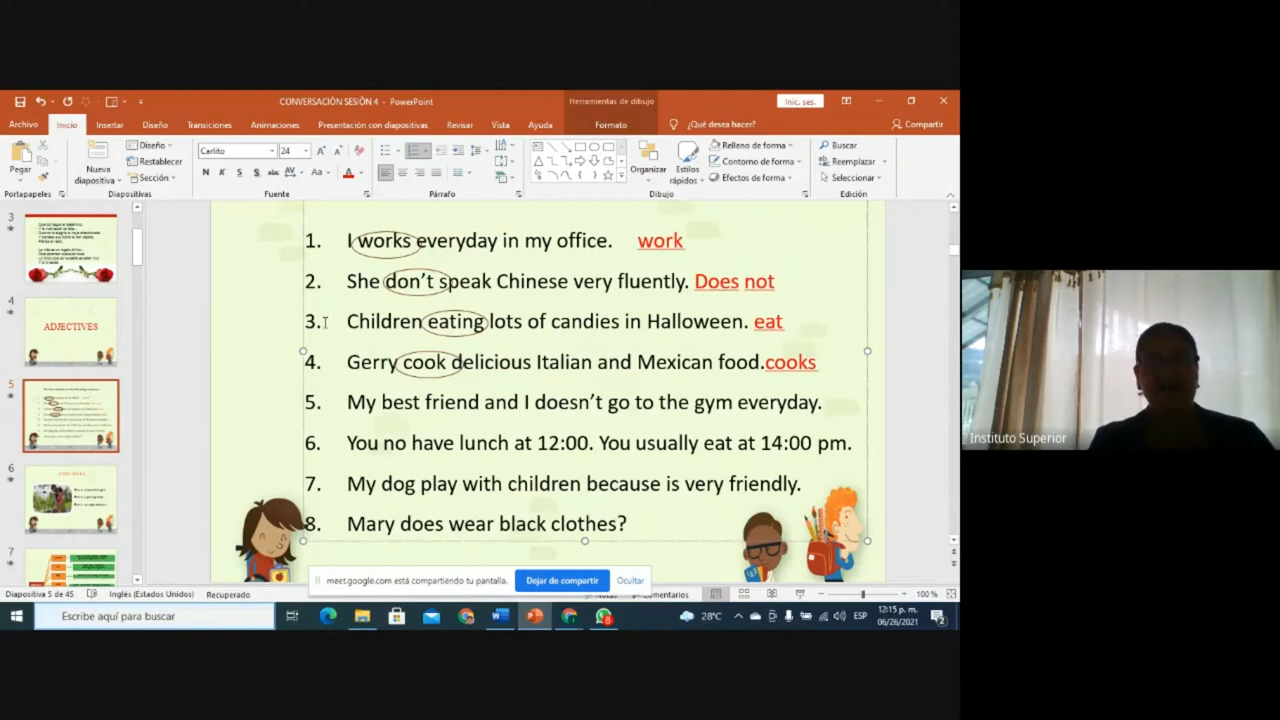 CONVERSACIÓN SESIÓN 4 - PowerPoint
Herramientas de dibujo
Inic. ses.
Archivo Inicio Insertar Diseño Transiciones Animaciones Presentación con diapositivas Revisar Vista Ayuda Formato ¿Qué desea hacer? Compartir
Pegar
Nueva diapositiva
Diseño
Restablecer
Sección
Carlito 24
N K S S abc AV Aa A
Organizar
Estilos rápidos
Relleno de forma
Contorno de forma
Efectos de forma
Buscar
Reemplazar
Seleccionar
Portapapeles Diapositivas Fuente Párrafo Dibujo Edición
3
4
ADJECTIVES
5
6
7
1. I works everyday in my office. work
2. She don't speak Chinese very fluently. Does not
3. Children eating lots of candies in Halloween. eat
4. Gerry cook delicious Italian and Mexican food.cooks
5. My best friend and I doesn't go to the gym everyday.
6. You no have lunch at 12:00. You usually eat at 14:00 pm.
7. My dog play with children because is very friendly.
8. Mary does wear black clothes?
Instituto Superior
meet.google.com está compartiendo tu pantalla. Dejar de compartir Ocultar
Diapositiva 5 de 45 Inglés (Estados Unidos) Recuperado 100 %
Escribe aquí para buscar
28°C
ESP
12:15 p. m.
06/26/2021